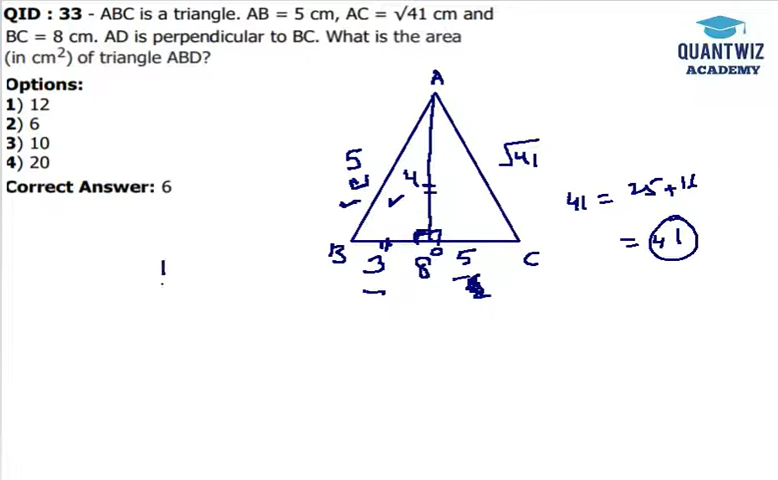 QID : 33 - ABC is a triangle. AB = 5 cm, AC = √41 cm and
BC = 8 cm. AD is perpendicular to BC. What is the area
(in cm²) of triangle ABD?
Options:
1) 12
2) 6
3) 10
4) 20
Correct Answer: 6
QUANTWIZ
ACADEMY
A
5
√41
4
41 = 25+16
= 41
B
3
8
D
5
C
1